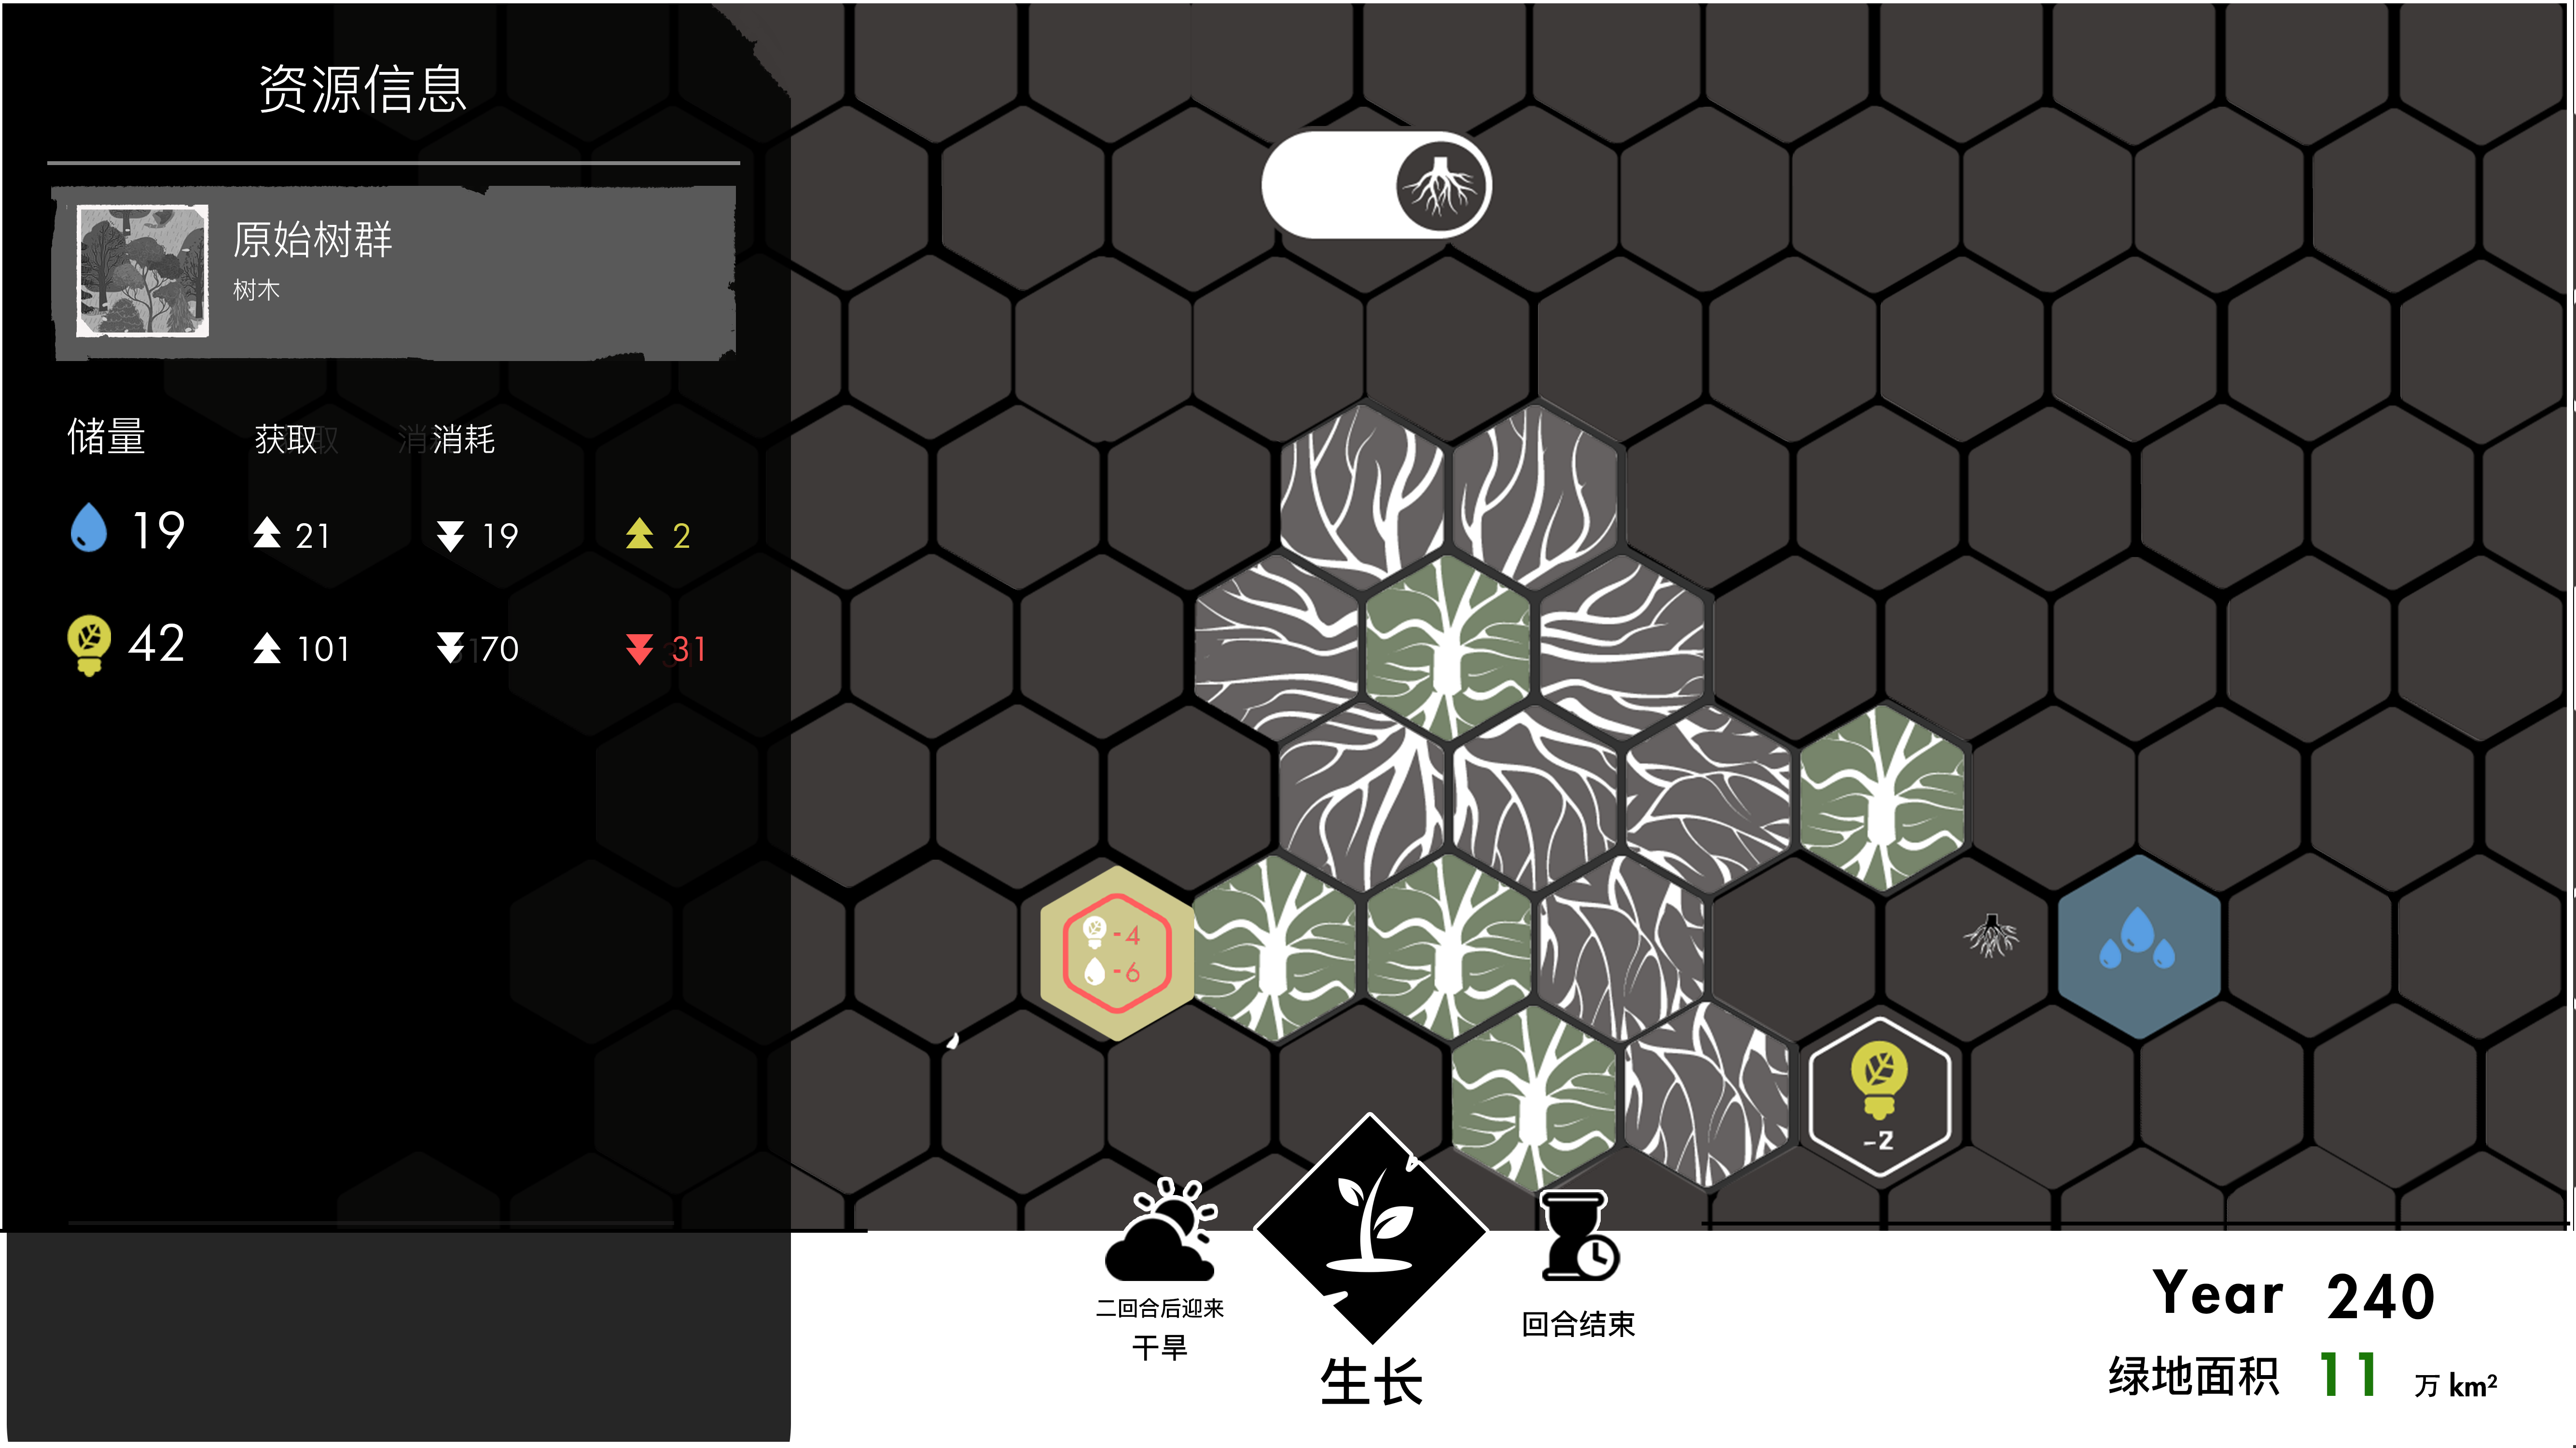 资源信息
原始树群
树木
储量 获取 消耗
19 21 19 2
42 101 170 31
-4
-6
-2
二回合后迎来
干旱
生长
回合结束
Year 240
绿地面积 11 万 km²